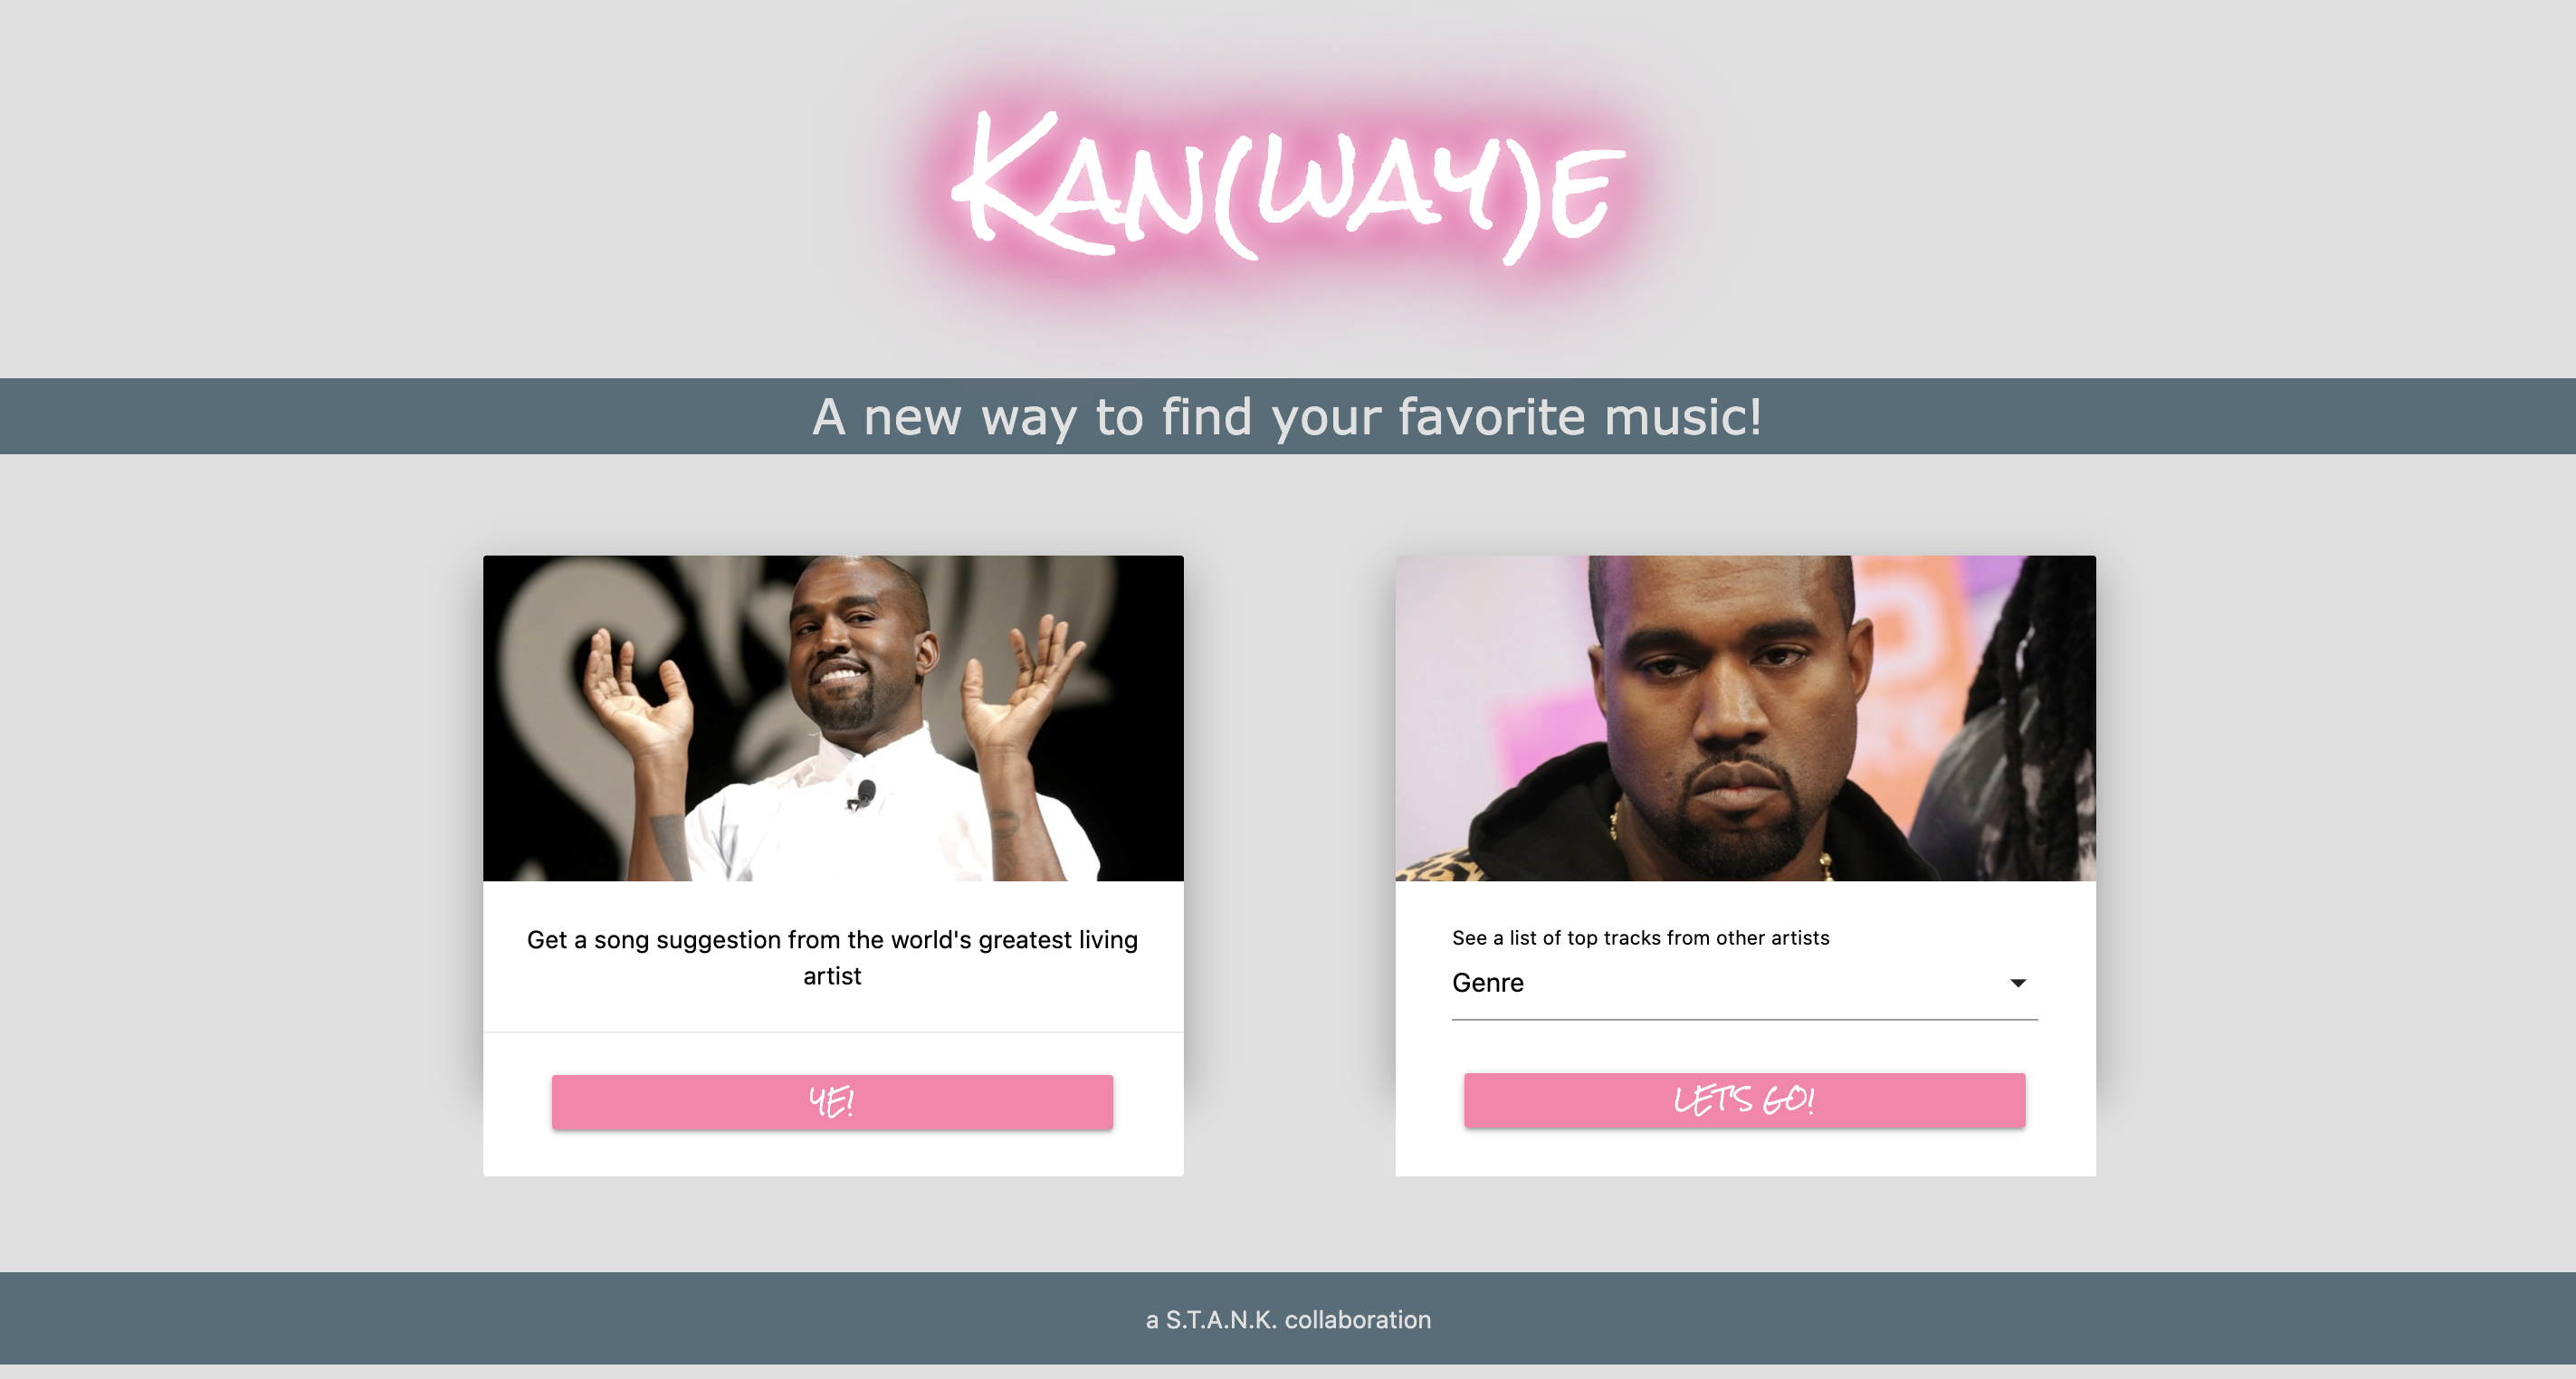 Kan(way)e
A new way to find your favorite music!
Get a song suggestion from the world's greatest living
artist
YE!
See a list of top tracks from other artists
Genre
LET'S GO!
a S.T.A.N.K. collaboration